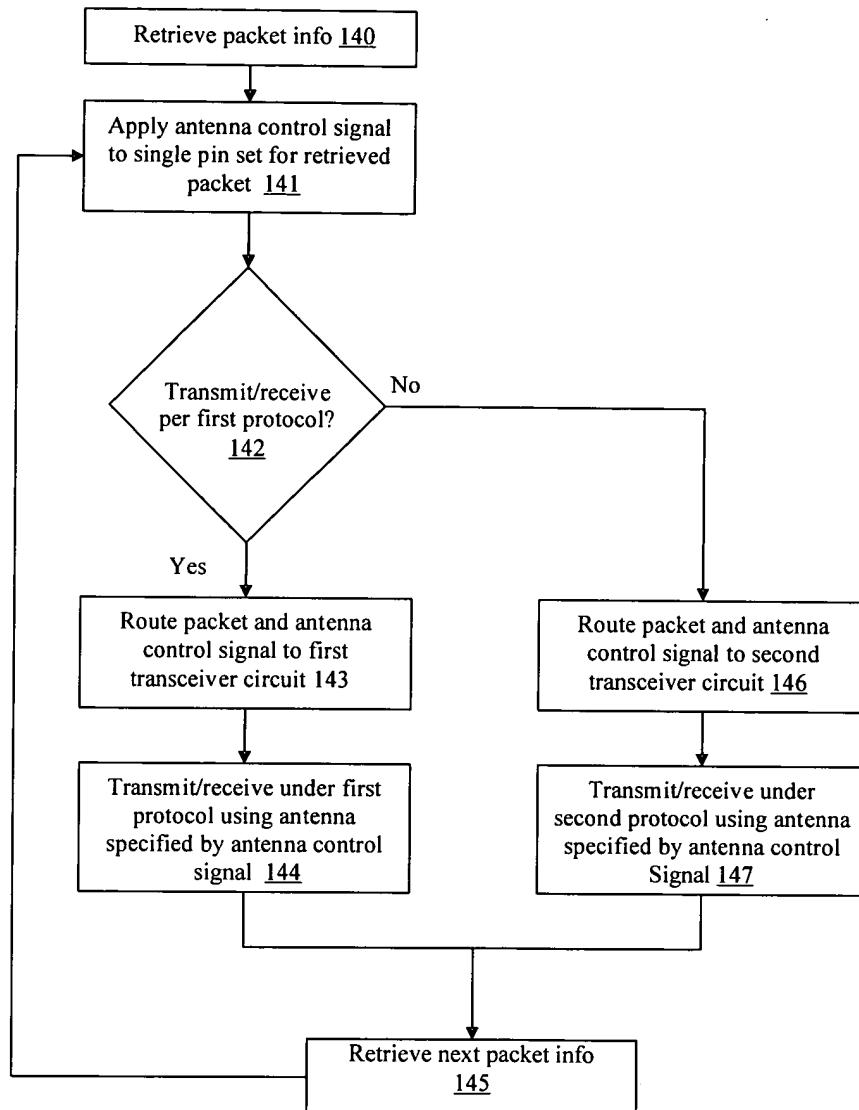 Retrieve packet info 140
Apply antenna control signal
to single pin set for retrieved
packet 141
Transmit/receive
per first protocol?
142
No
Yes
Route packet and antenna
control signal to first
transceiver circuit 143
Route packet and antenna
control signal to second
transceiver circuit 146
Transmit/receive under first
protocol using antenna
specified by antenna control
signal 144
Transmit/receive under
second protocol using antenna
specified by antenna control
Signal 147
Retrieve next packet info
145